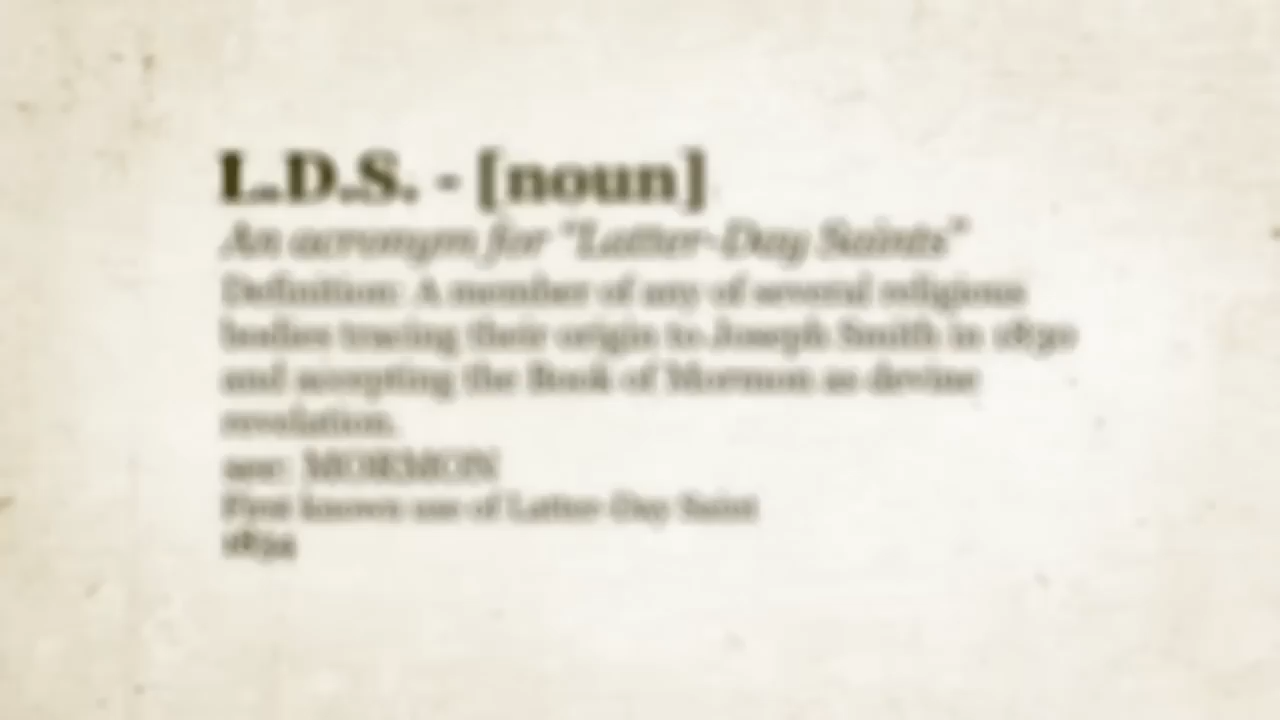 L.D.S. - [noun]
An acronym for "Latter-Day Saints"
Definition: A member of any of several religious
bodies tracing their origin to Joseph Smith in 1830
and accepting the Book of Mormon as devine
revelation.
see: MORMON
First known use of Latter-Day Saint
1834